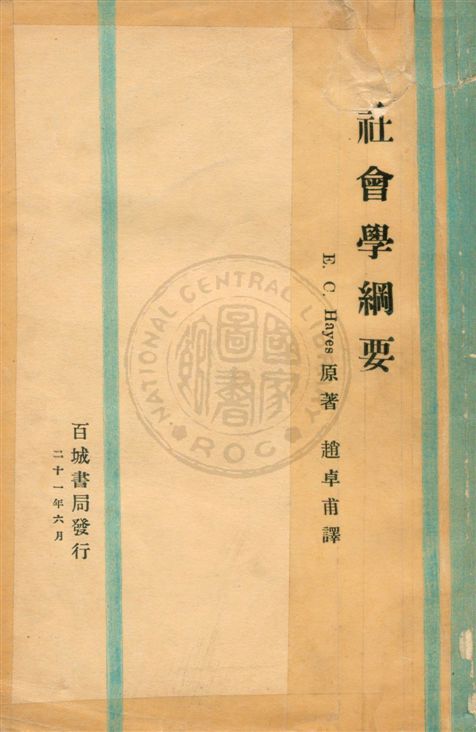 社會學綱要
E. C. Hayes 原著 趙卓甫譯
百城書局發行
二十一年六月
NATIONAL CENTRAL LIBRARY
國家圖書館
ROC